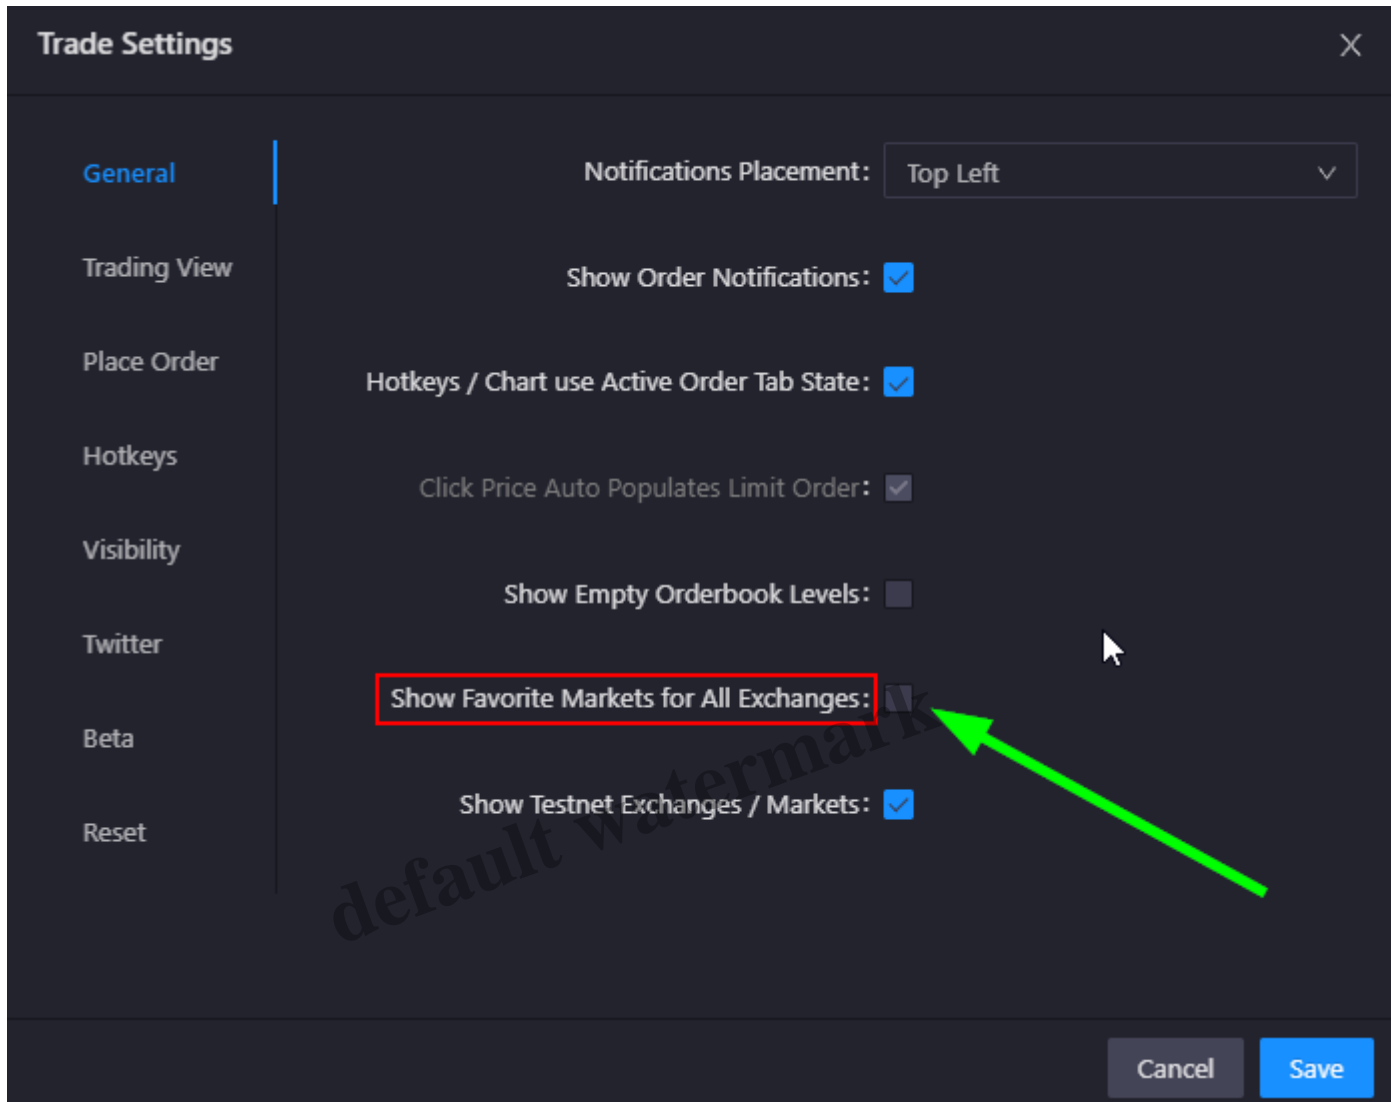 Trade Settings
General
Trading View
Place Order
Hotkeys
Visibility
Twitter
Beta
Reset
Notifications Placement: Top Left
Show Order Notifications:
Hotkeys / Chart use Active Order Tab State:
Click Price Auto Populates Limit Order:
Show Empty Orderbook Levels:
Show Favorite Markets for All Exchanges:
Show Testnet Exchanges / Markets:
default watermark
Cancel Save